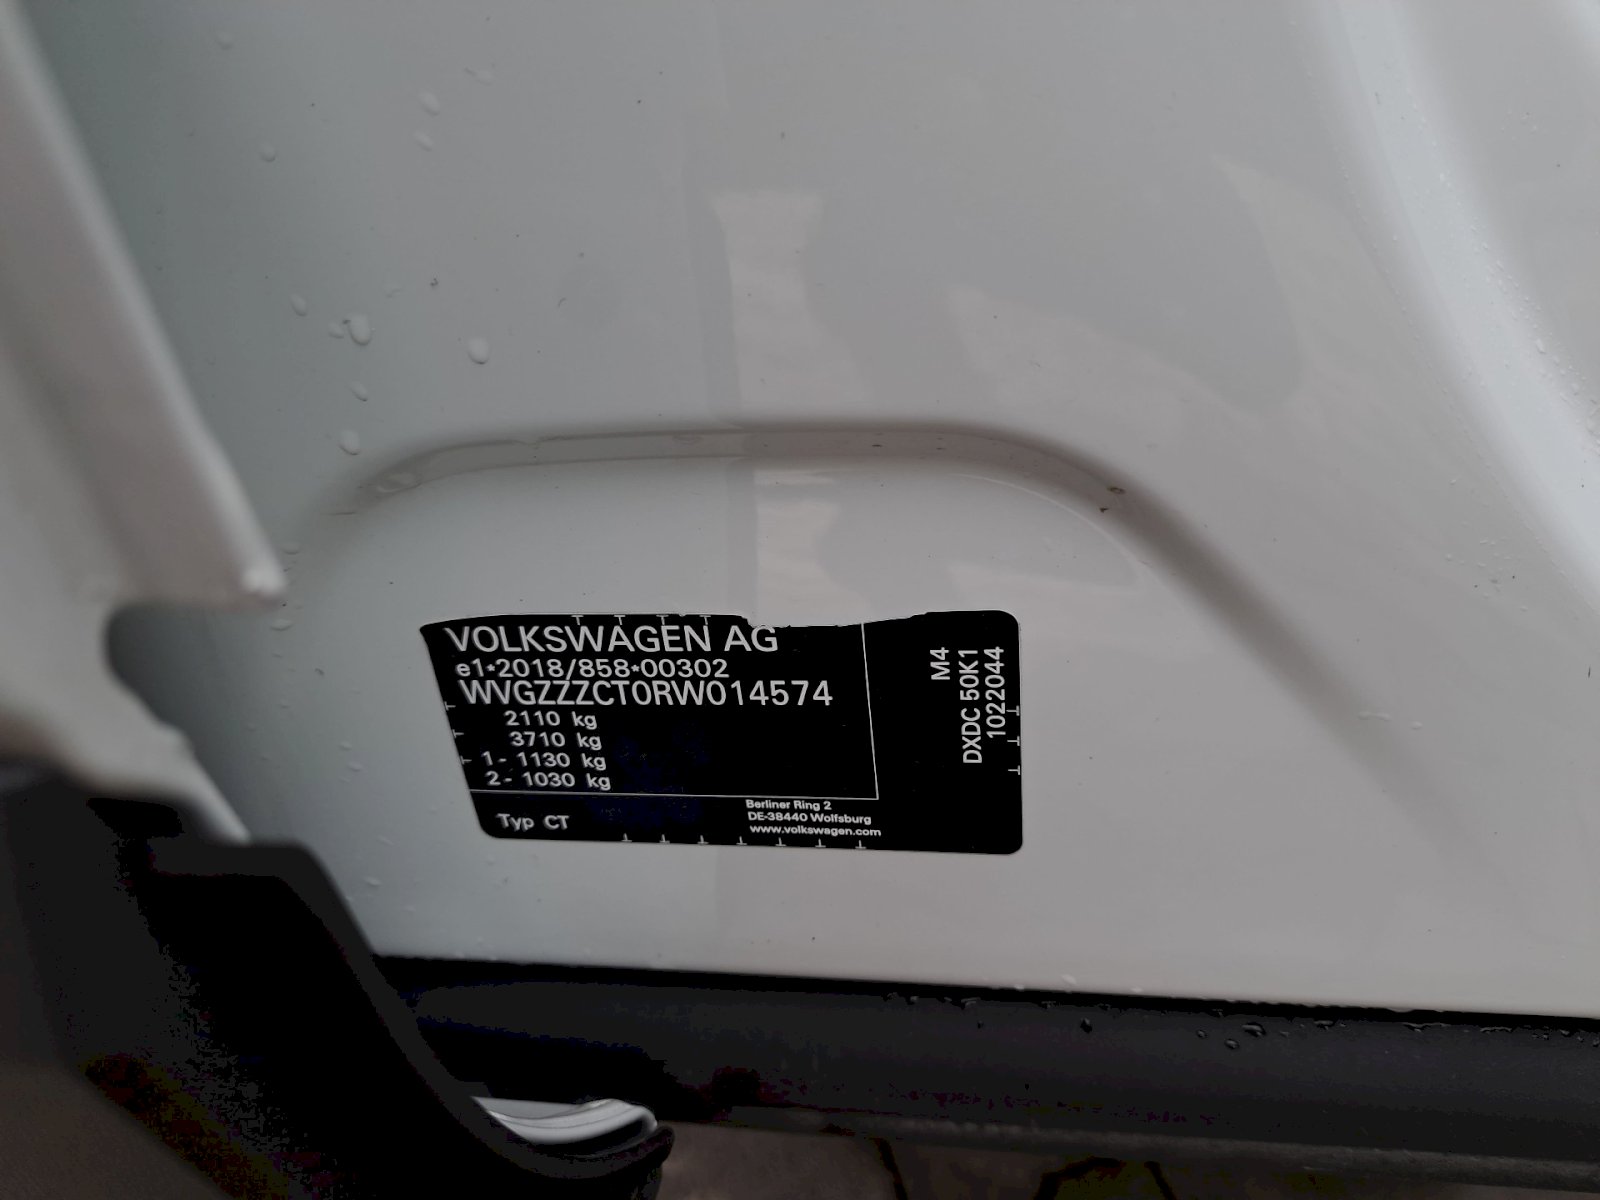 VOLKSWAGEN AG
e1*2018/858*00302
WVGZZZCT0RW014574
2110 kg
3710 kg
1- 1130 kg
2- 1030 kg
Typ CT
Berliner Ring 2
DE-38440 Wolfsburg
www.volkswagen.com
M4
DXDC 50K1
1022044